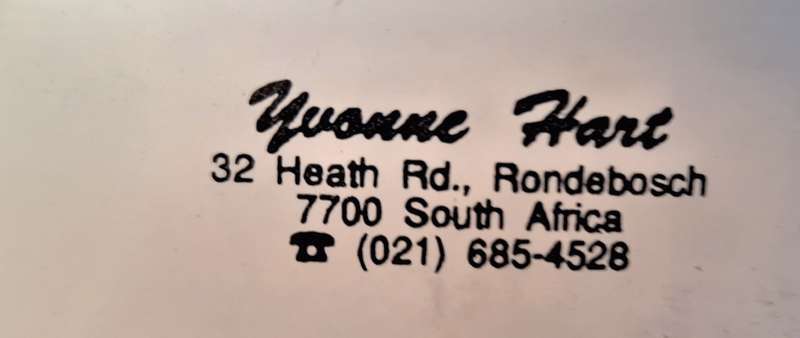 Yvonne Hart
32 Heath Rd., Rondebosch
7700 South Africa
☎ (021) 685-4528